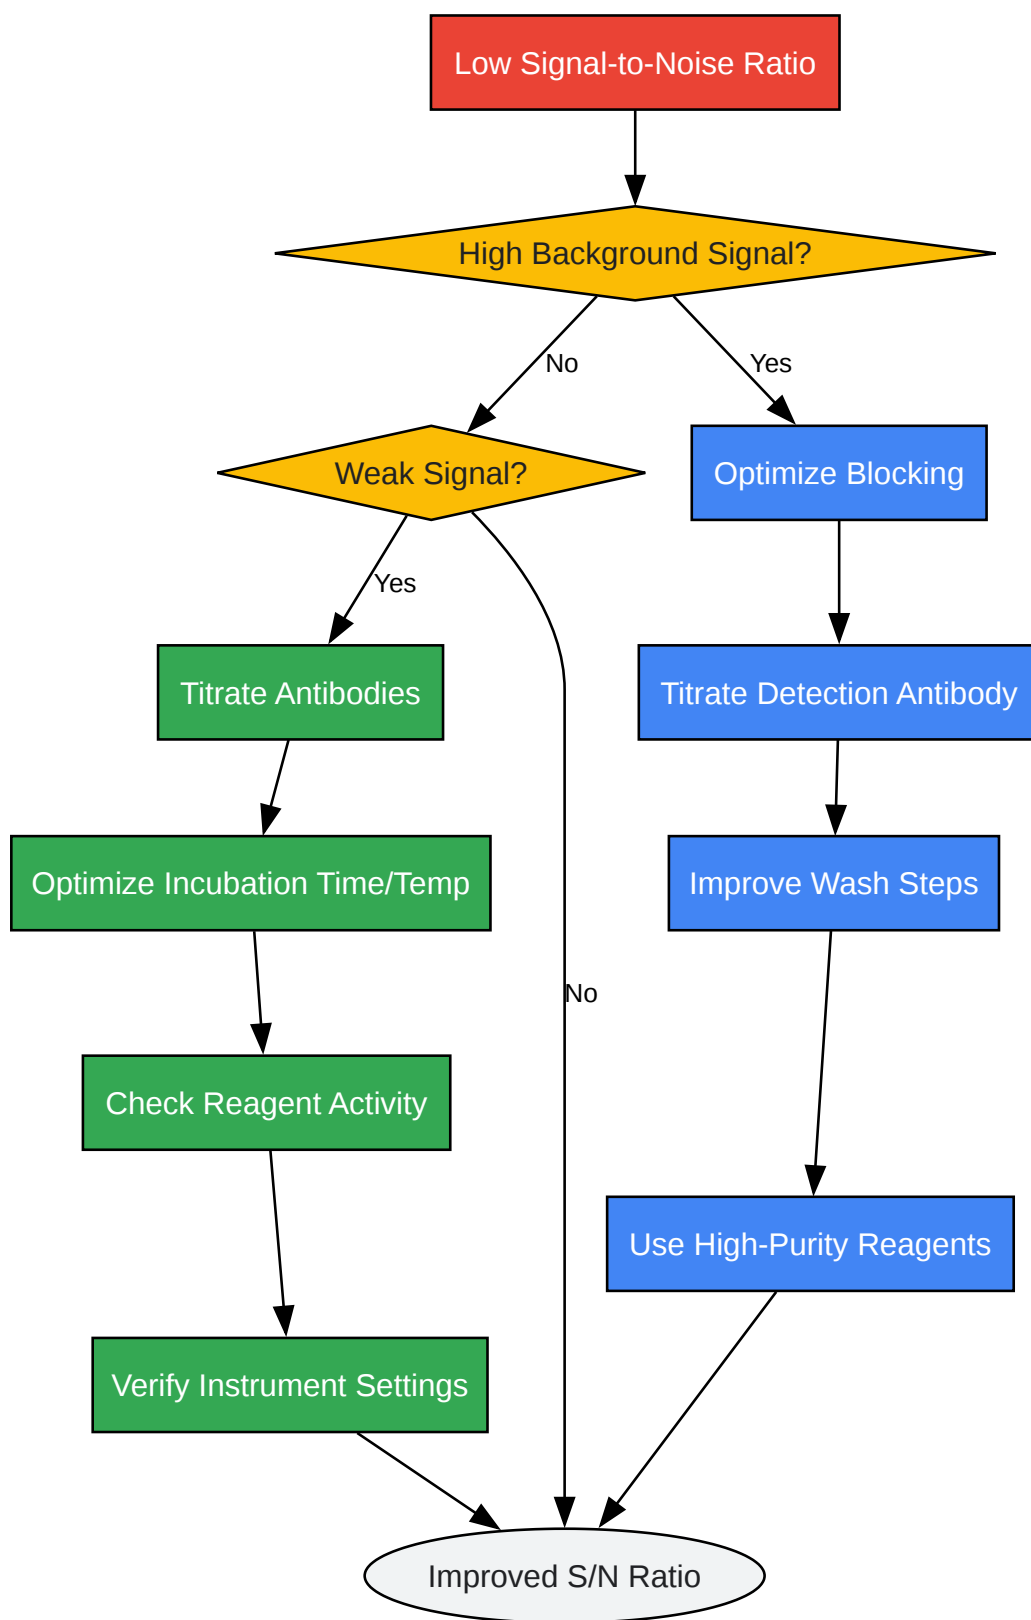 Low Signal-to-Noise Ratio
High Background Signal?
No
Yes
Weak Signal?
Optimize Blocking
Yes
Titrate Antibodies
Titrate Detection Antibody
Optimize Incubation Time/Temp
Improve Wash Steps
No
Check Reagent Activity
Use High-Purity Reagents
Verify Instrument Settings
Improved S/N Ratio